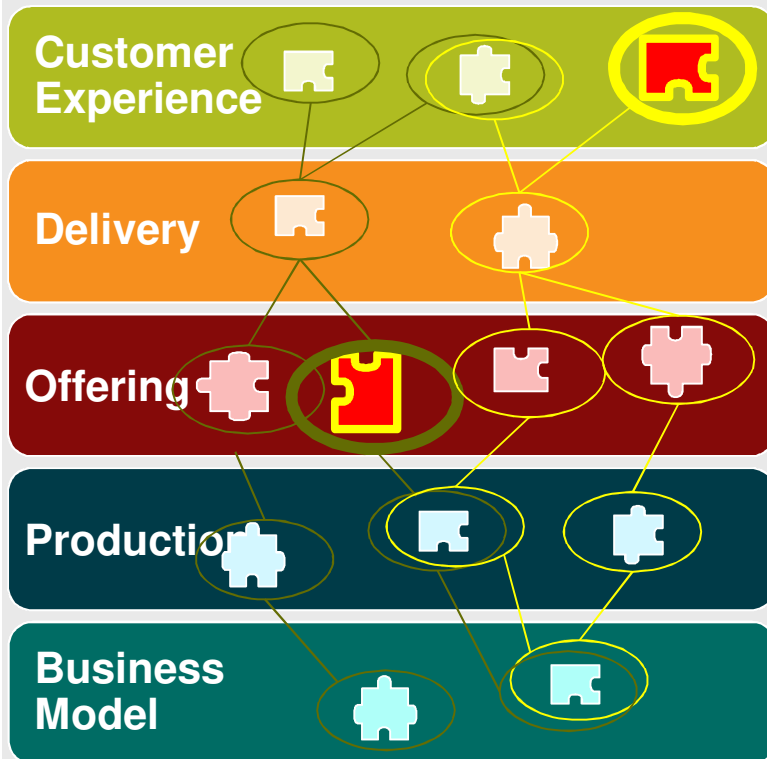 Customer
Experience
Delivery
Offering
Production
Business
Model